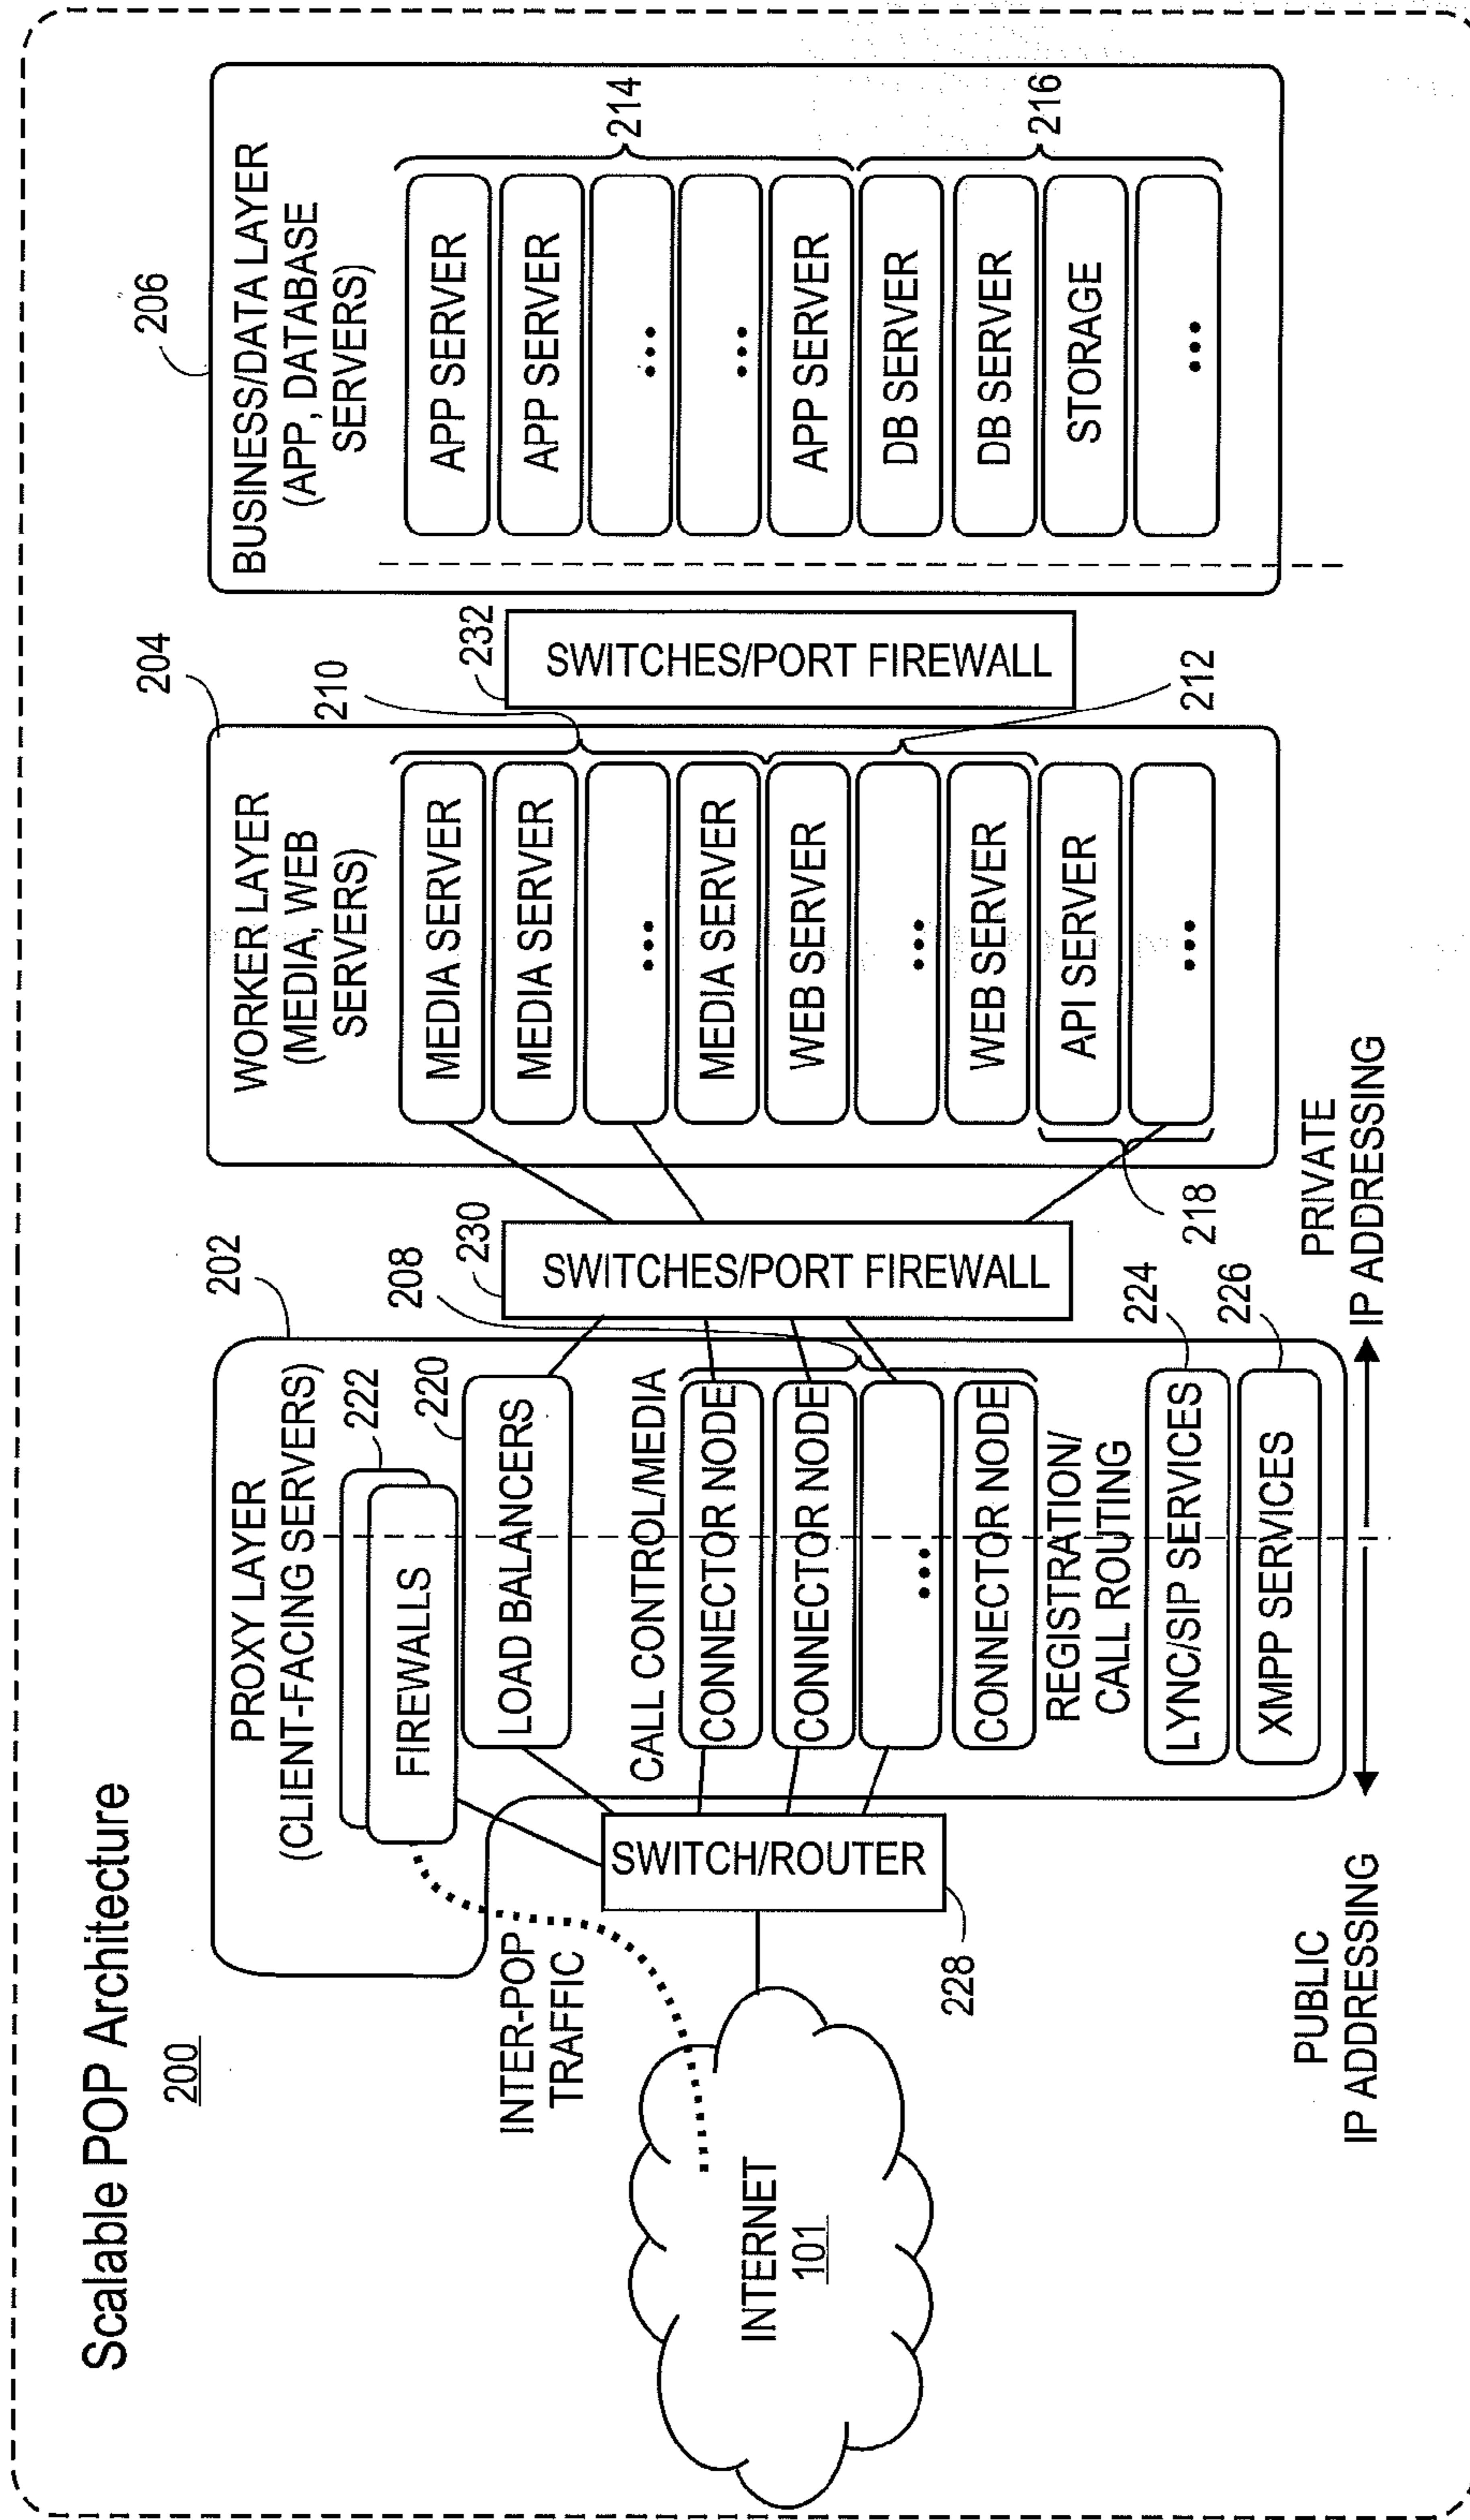 Scalable POP Architecture
200
INTERNET
101
INTER-POP
TRAFFIC
SWITCH/ROUTER
228
PUBLIC
IP ADDRESSING
PROXY LAYER
(CLIENT-FACING SERVERS)
202
222
FIREWALLS
220
LOAD BALANCERS
CALL CONTROL/MEDIA
208
CONNECTOR NODE
CONNECTOR NODE
...
CONNECTOR NODE
REGISTRATION/
CALL ROUTING
LYNC/SIP SERVICES
224
XMPP SERVICES
226
PRIVATE
IP ADDRESSING
230
SWITCHES/PORT FIREWALL
204
WORKER LAYER
(MEDIA, WEB
SERVERS)
210
MEDIA SERVER
MEDIA SERVER
...
MEDIA SERVER
WEB SERVER
...
WEB SERVER
212
API SERVER
...
218
232
SWITCHES/PORT FIREWALL
206
BUSINESS/DATA LAYER
(APP, DATABASE
SERVERS)
APP SERVER
APP SERVER
...
...
APP SERVER
214
DB SERVER
DB SERVER
STORAGE
...
216